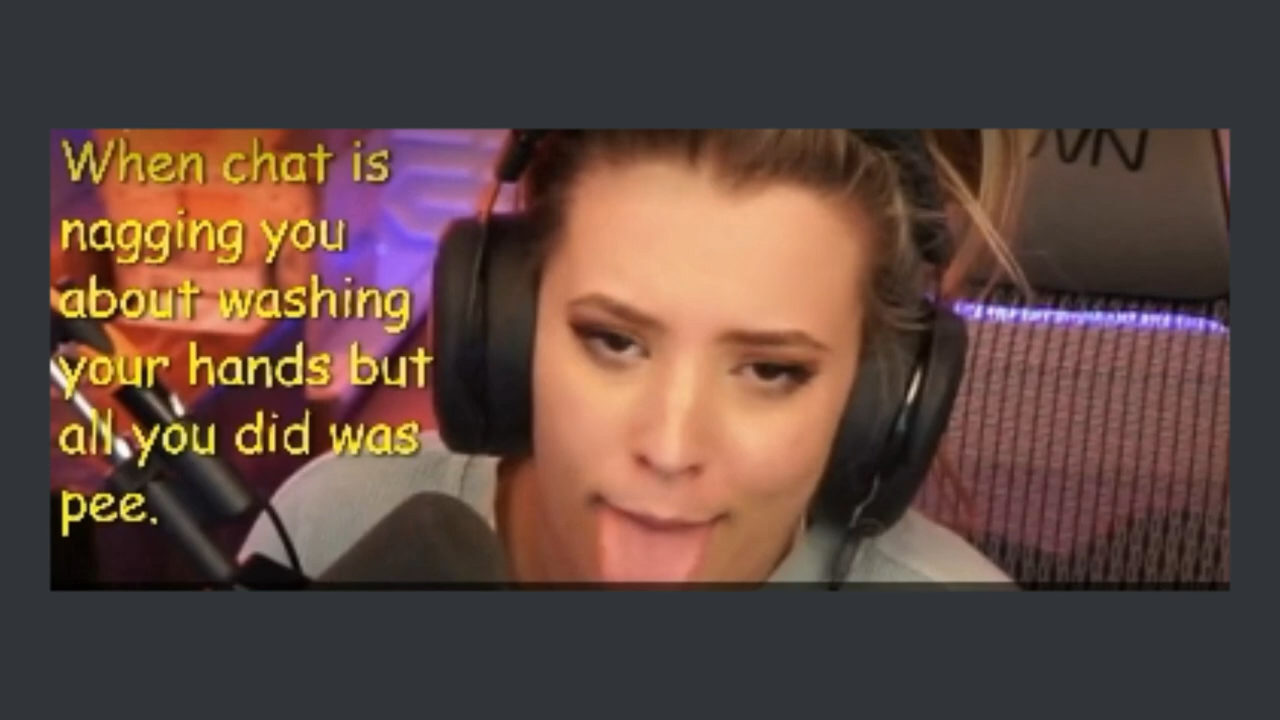 When chat is
nagging you
about washing
your hands but
all you did was
pee.